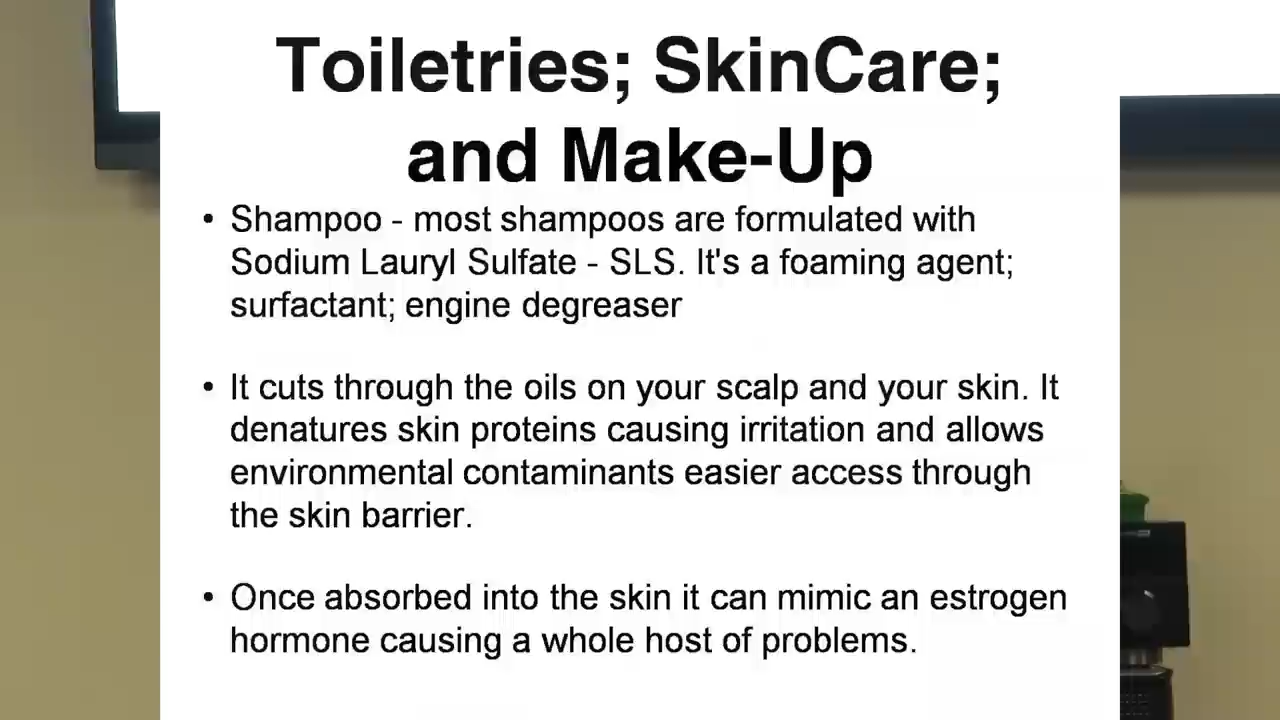 Toiletries; SkinCare;
and Make-Up
• Shampoo - most shampoos are formulated with
Sodium Lauryl Sulfate - SLS. It's a foaming agent;
surfactant; engine degreaser
• It cuts through the oils on your scalp and your skin. It
denatures skin proteins causing irritation and allows
environmental contaminants easier access through
the skin barrier.
• Once absorbed into the skin it can mimic an estrogen
hormone causing a whole host of problems.